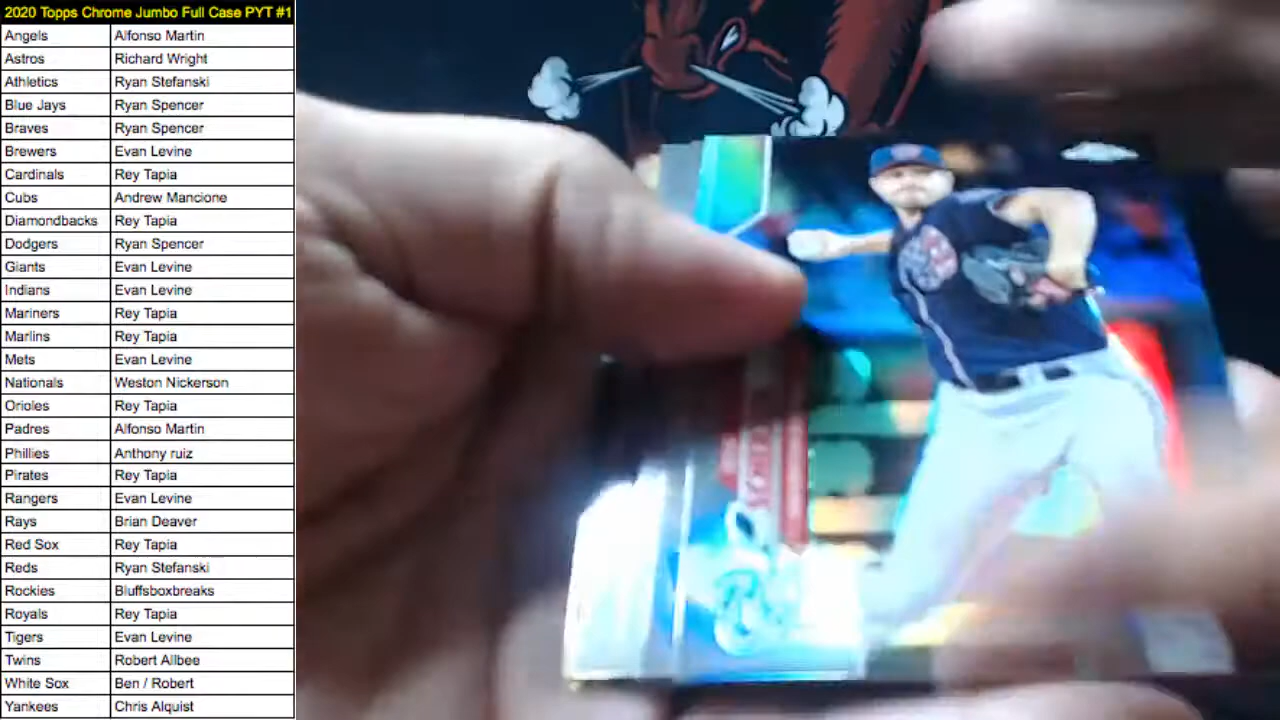 2020 Topps Chrome Jumbo Full Case PYT #1
Angels Alfonso Martin
Astros Richard Wright
Athletics Ryan Stefanski
Blue Jays Ryan Spencer
Braves Ryan Spencer
Brewers Evan Levine
Cardinals Rey Tapia
Cubs Andrew Mancione
Diamondbacks Rey Tapia
Dodgers Ryan Spencer
Giants Evan Levine
Indians Evan Levine
Mariners Rey Tapia
Marlins Rey Tapia
Mets Evan Levine
Nationals Weston Nickerson
Orioles Rey Tapia
Padres Alfonso Martin
Phillies Anthony ruiz
Pirates Rey Tapia
Rangers Evan Levine
Rays Brian Deaver
Red Sox Rey Tapia
Reds Ryan Stefanski
Rockies Bluffsboxbreaks
Royals Rey Tapia
Tigers Evan Levine
Twins Robert Allbee
White Sox Ben / Robert
Yankees Chris Alquist